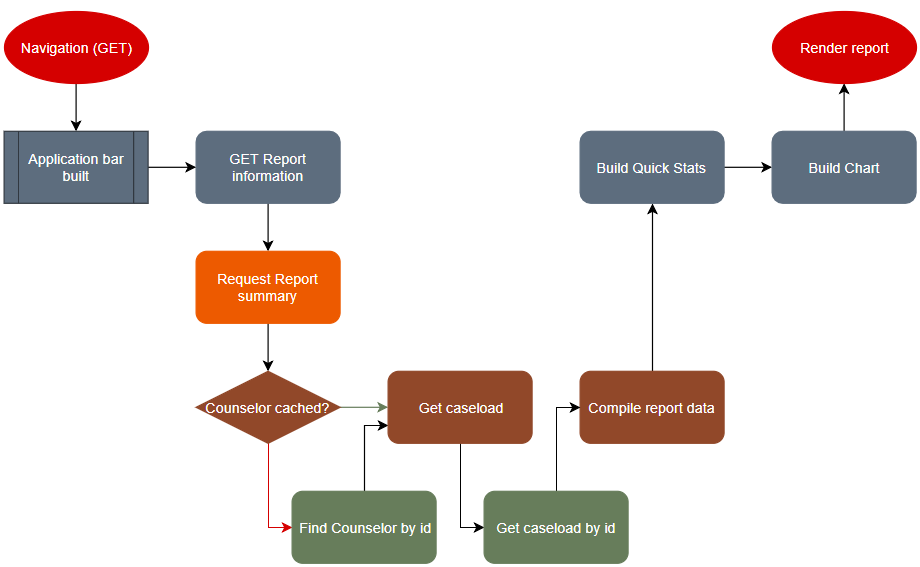 Navigation (GET)
Render report
Application bar
built
GET Report
information
Build Quick Stats
Build Chart
Request Report
summary
Counselor cached?
Get caseload
Compile report data
Find Counselor by id
Get caseload by id